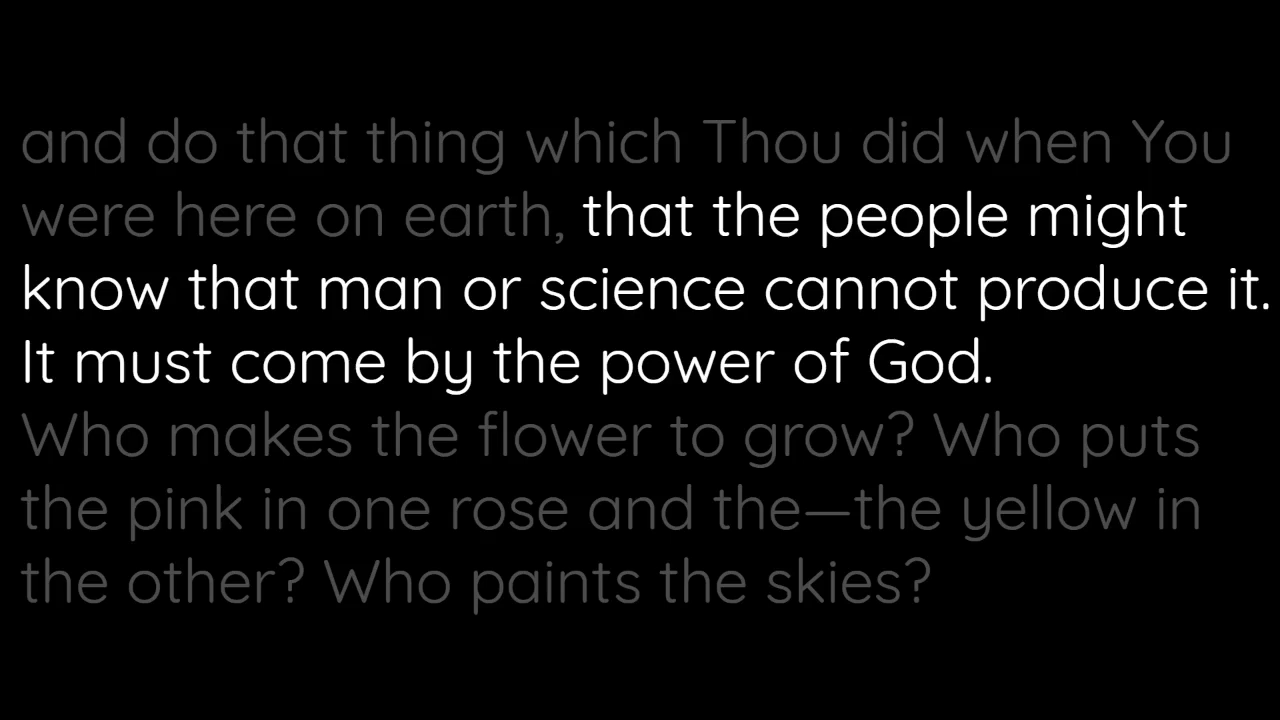 and do that thing which Thou did when You
were here on earth, that the people might
know that man or science cannot produce it.
It must come by the power of God.
Who makes the flower to grow? Who puts
the pink in one rose and the—the yellow in
the other? Who paints the skies?